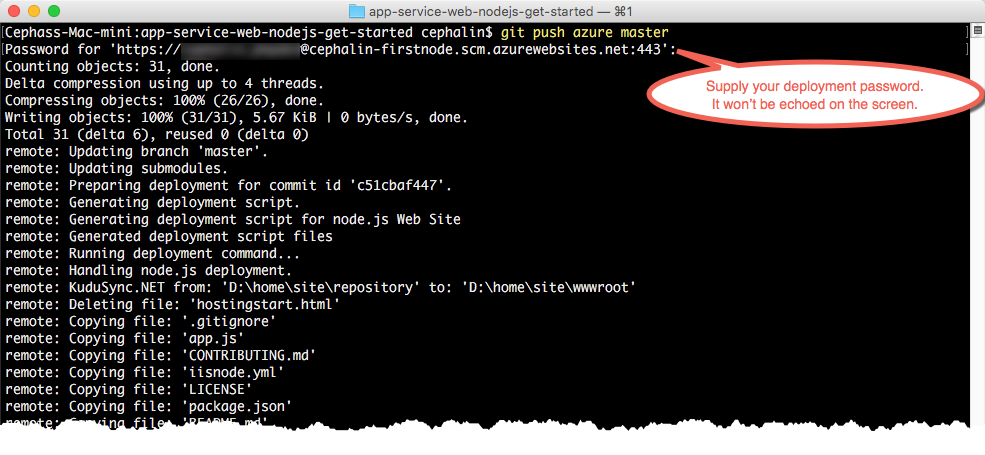 app-service-web-nodejs-get-started — ⌘1
[Cephass-Mac-mini:app-service-web-nodejs-get-started cephalin$ git push azure master ]
[Password for 'https:// @cephalin-firstnode.scm.azurewebsites.net:443': ]
Supply your deployment password.
It won't be echoed on the screen.
Counting objects: 31, done.
Delta compression using up to 4 threads.
Compressing objects: 100% (26/26), done.
Writing objects: 100% (31/31), 5.67 KiB | 0 bytes/s, done.
Total 31 (delta 6), reused 0 (delta 0)
remote: Updating branch 'master'.
remote: Updating submodules.
remote: Preparing deployment for commit id 'c51cbaf447'.
remote: Generating deployment script.
remote: Generating deployment script for node.js Web Site
remote: Generated deployment script files
remote: Running deployment command...
remote: Handling node.js deployment.
remote: KuduSync.NET from: 'D:\home\site\repository' to: 'D:\home\site\wwwroot'
remote: Deleting file: 'hostingstart.html'
remote: Copying file: '.gitignore'
remote: Copying file: 'app.js'
remote: Copying file: 'CONTRIBUTING.md'
remote: Copying file: 'iisnode.yml'
remote: Copying file: 'LICENSE'
remote: Copying file: 'package.json'
remote: Copying file: 'README.md'